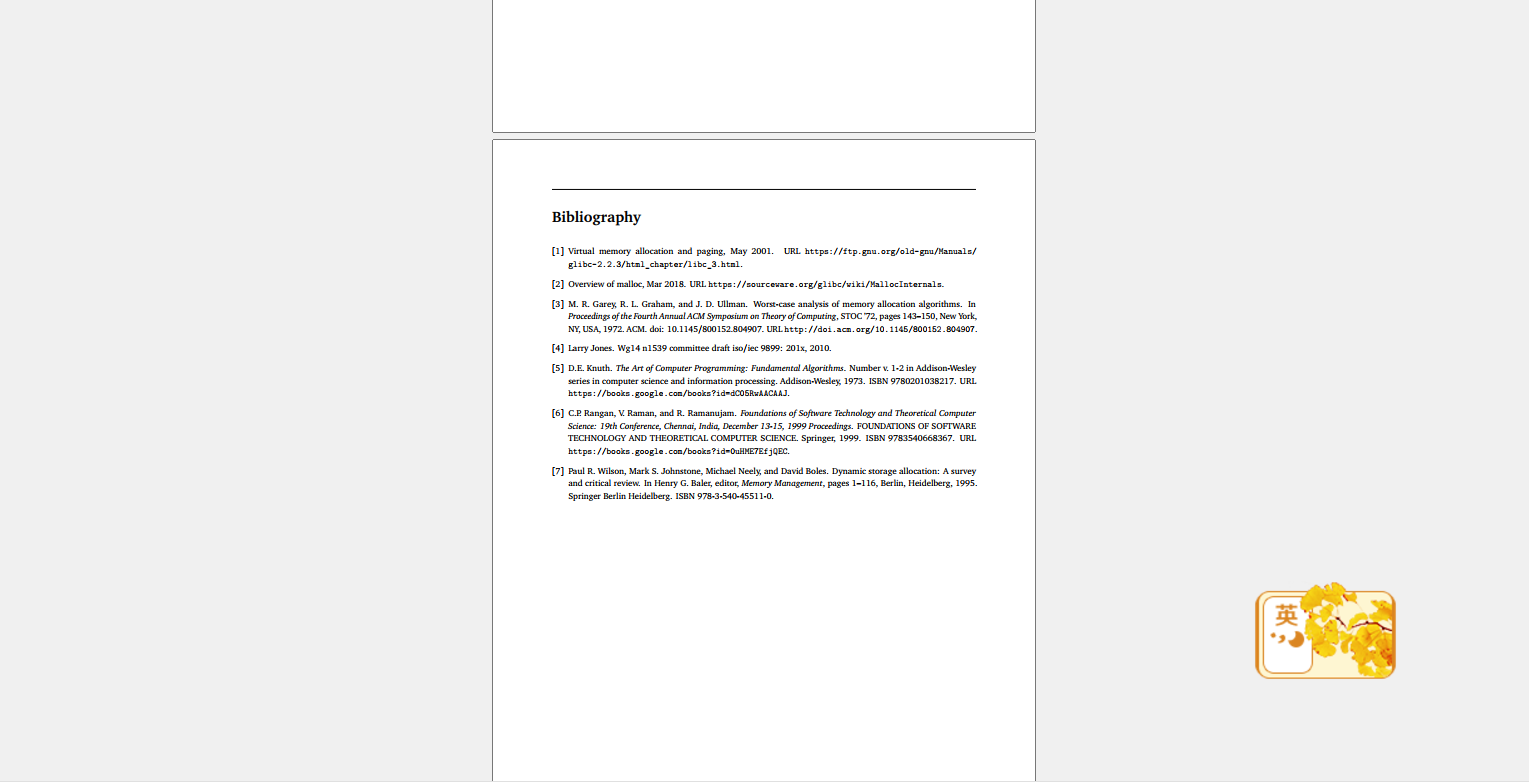 Bibliography
[1] Virtual memory allocation and paging, May 2001. URL https://ftp.gnu.org/old-gnu/Manuals/
glibc-2.2.3/html_chapter/libc_3.html.
[2] Overview of malloc, Mar 2018. URL https://sourceware.org/glibc/wiki/MallocInternals.
[3] M. R. Garey, R. L. Graham, and J. D. Ullman. Worst-case analysis of memory allocation algorithms. In
Proceedings of the Fourth Annual ACM Symposium on Theory of Computing, STOC '72, pages 143–150, New York,
NY, USA, 1972. ACM. doi: 10.1145/800152.804907. URL http://doi.acm.org/10.1145/800152.804907.
[4] Larry Jones. Wg14 n1539 committee draft iso/iec 9899: 201x, 2010.
[5] D.E. Knuth. The Art of Computer Programming: Fundamental Algorithms. Number v. 1-2 in Addison-Wesley
series in computer science and information processing. Addison-Wesley, 1973. ISBN 9780201038217. URL
https://books.google.com/books?id=dC05RwAACAAJ.
[6] C.P. Rangan, V. Raman, and R. Ramanujam. Foundations of Software Technology and Theoretical Computer
Science: 19th Conference, Chennai, India, December 13-15, 1999 Proceedings. FOUNDATIONS OF SOFTWARE
TECHNOLOGY AND THEORETICAL COMPUTER SCIENCE. Springer, 1999. ISBN 9783540668367. URL
https://books.google.com/books?id=0uHME7EfjQEC.
[7] Paul R. Wilson, Mark S. Johnstone, Michael Neely, and David Boles. Dynamic storage allocation: A survey
and critical review. In Henry G. Baler, editor, Memory Management, pages 1–116, Berlin, Heidelberg, 1995.
Springer Berlin Heidelberg. ISBN 978-3-540-45511-0.
英